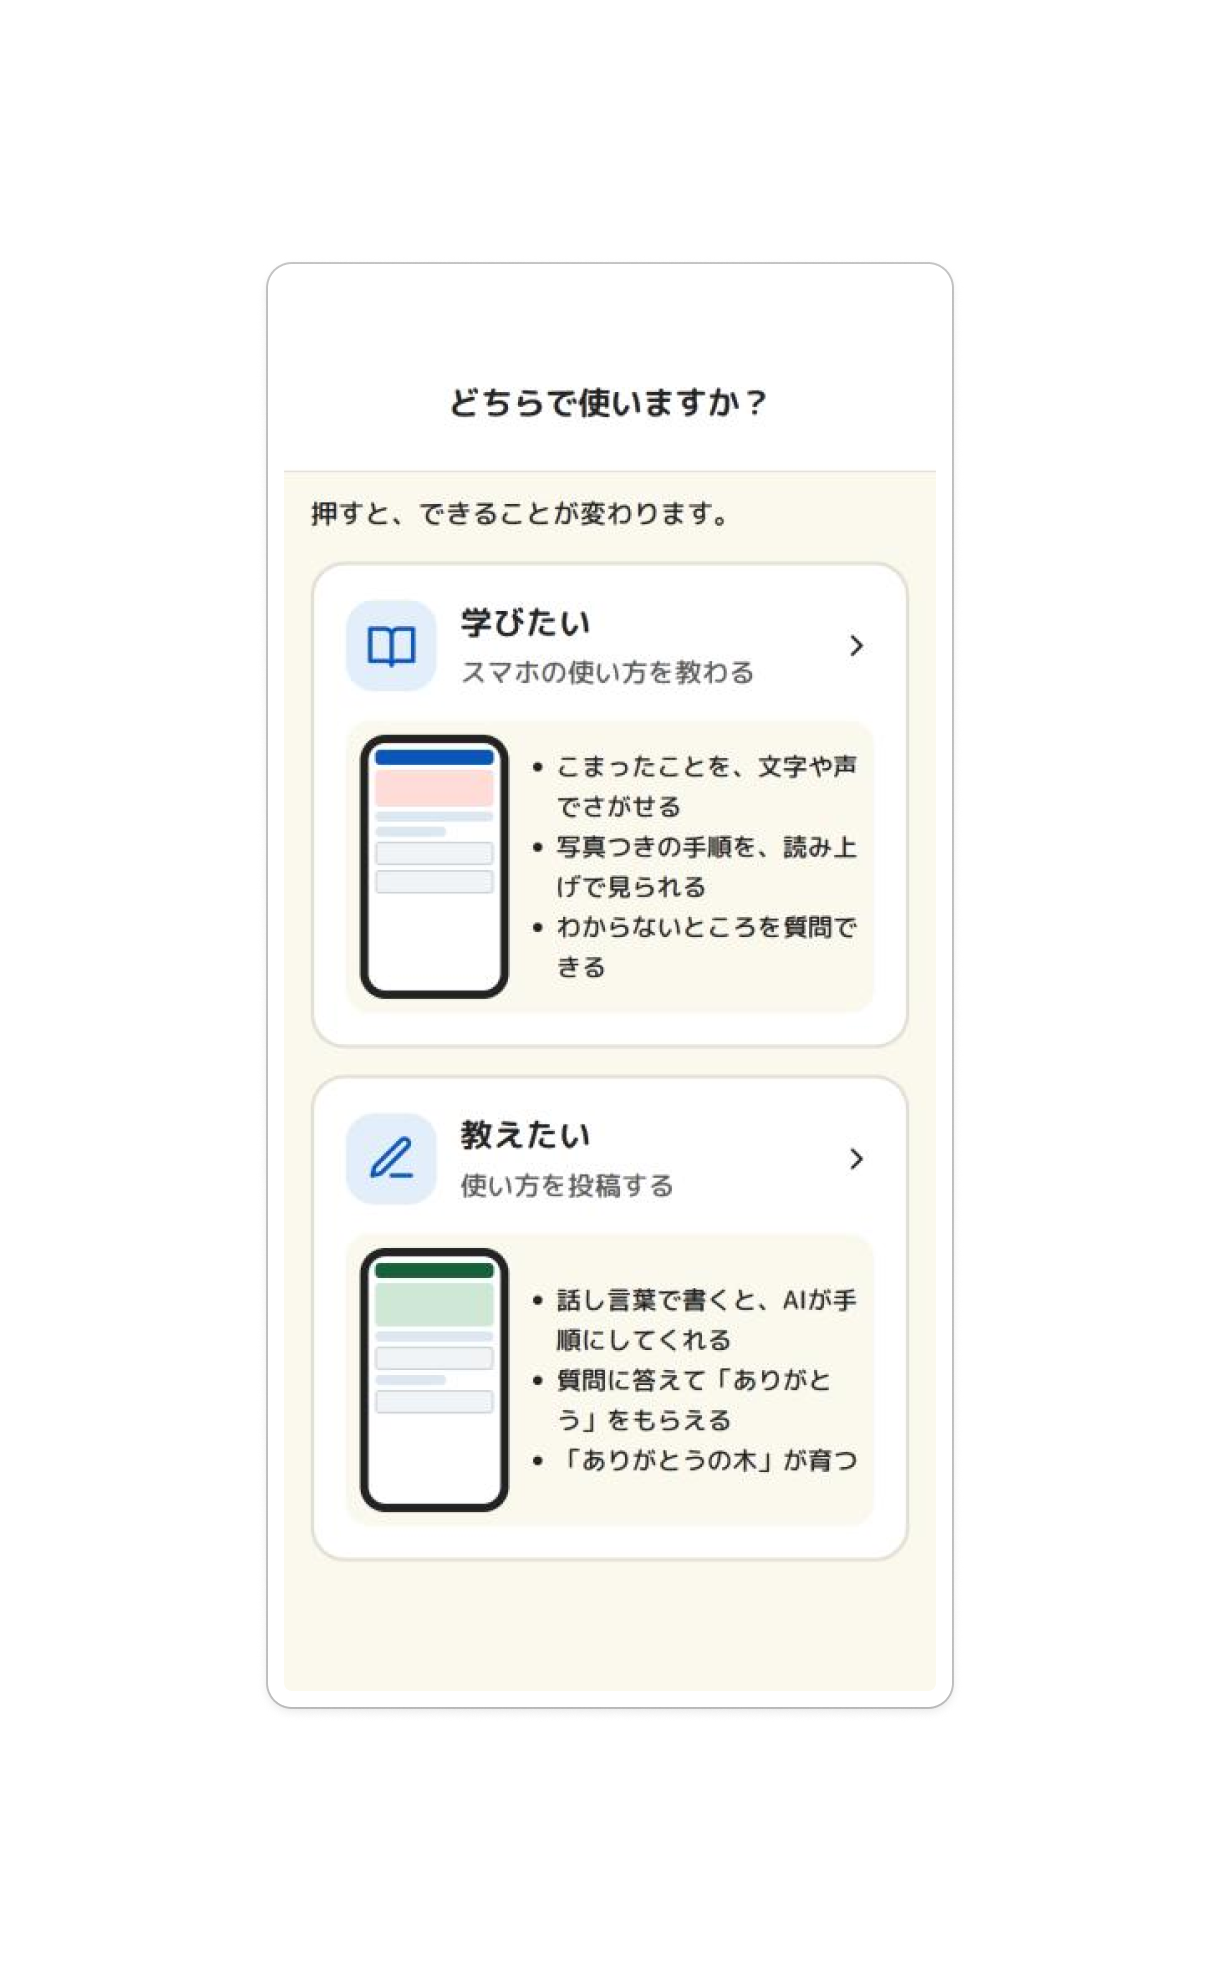 どちらで使いますか？
押すと、できることが変わります。
学びたい
スマホの使い方を教わる
• こまったことを、文字や声
でさがせる
• 写真つきの手順を、読み上
げで見られる
• わからないところを質問で
きる
教えたい
使い方を投稿する
• 話し言葉で書くと、AIが手
順にしてくれる
• 質問に答えて「ありがと
う」をもらえる
• 「ありがとうの木」が育つ